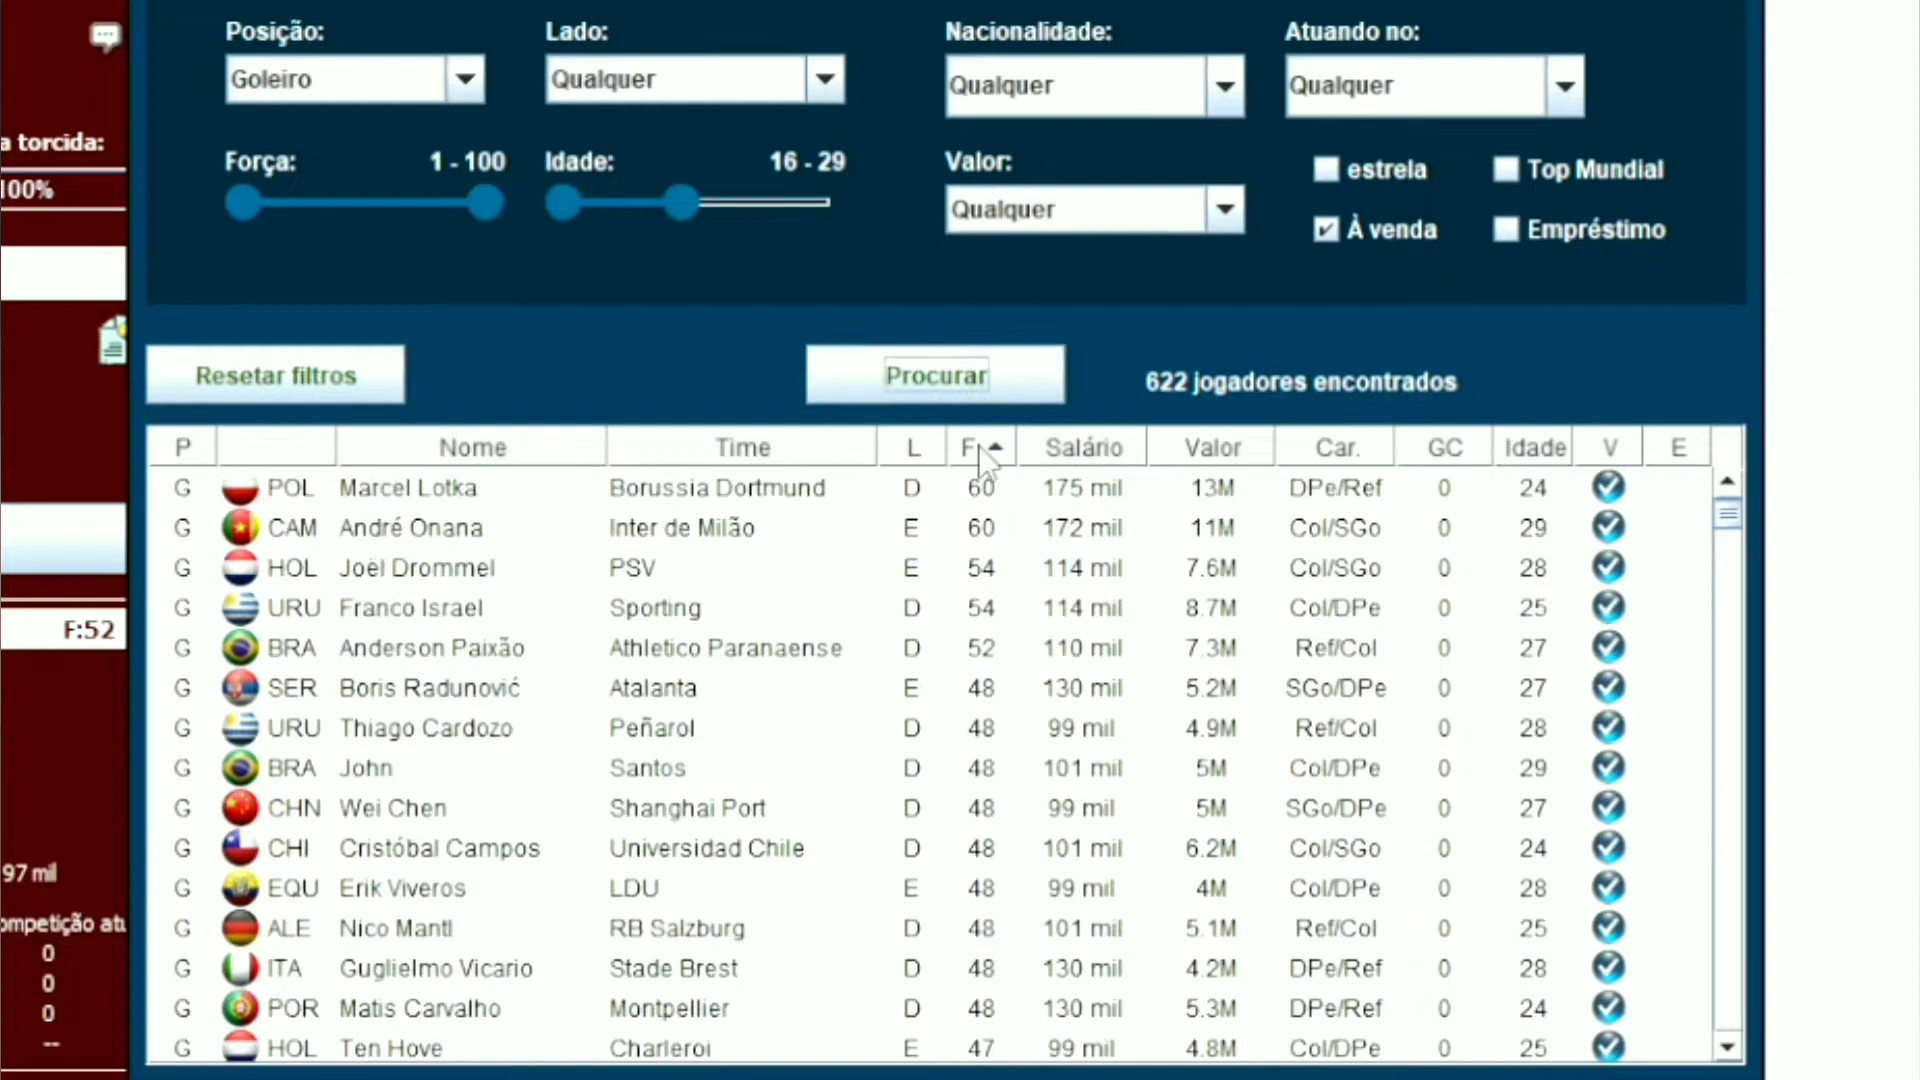 Posição: Lado: Nacionalidade: Atuando no:
Goleiro Qualquer Qualquer Qualquer
a torcida:
Força: 1 - 100 Idade: 16 - 29 Valor: estrela Top Mundial
100%
Qualquer À venda Empréstimo
Resetar filtros Procurar 622 jogadores encontrados
P Nome Time L F Salário Valor Car. GC Idade V E
G POL Marcel Lotka Borussia Dortmund D 60 175 mil 13M DPe/Ref 0 24
G CAM André Onana Inter de Milão E 60 172 mil 11M Col/SGo 0 29
G HOL Joël Drommel PSV E 54 114 mil 7.6M Col/SGo 0 28
G URU Franco Israel Sporting D 54 114 mil 8.7M Col/DPe 0 25
F:52
G BRA Anderson Paixão Athletico Paranaense D 52 110 mil 7.3M Ref/Col 0 27
G SER Boris Radunović Atalanta E 48 130 mil 5.2M SGo/DPe 0 27
G URU Thiago Cardozo Peñarol D 48 99 mil 4.9M Ref/Col 0 28
G BRA John Santos D 48 101 mil 5M Col/DPe 0 29
G CHN Wei Chen Shanghai Port D 48 99 mil 5M SGo/DPe 0 27
G CHI Cristóbal Campos Universidad Chile D 48 101 mil 6.2M Col/SGo 0 24
97 mil
G EQU Erik Viveros LDU E 48 99 mil 4M Col/DPe 0 28
ompetição atu
G ALE Nico Mantl RB Salzburg D 48 101 mil 5.1M Ref/Col 0 25
0
G ITA Guglielmo Vicario Stade Brest D 48 130 mil 4.2M DPe/Ref 0 28
0
G POR Matis Carvalho Montpellier D 48 130 mil 5.3M DPe/Ref 0 24
0
G HOL Ten Hove Charleroi E 47 99 mil 4.8M Col/DPe 0 25
--